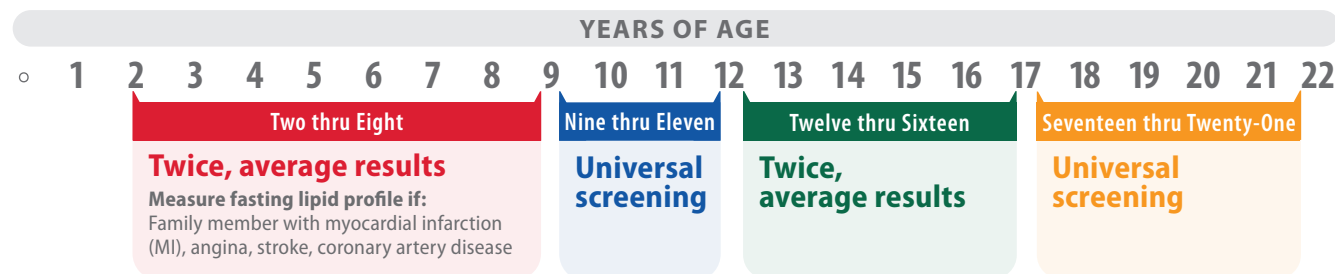 YEARS OF AGE
0 1 2 3 4 5 6 7 8 9 10 11 12 13 14 15 16 17 18 19 20 21 22
Two thru Eight
Twice, average results
Measure fasting lipid profile if:
Family member with myocardial infarction
(MI), angina, stroke, coronary artery disease
Nine thru Eleven
Universal
screening
Twelve thru Sixteen
Twice,
average results
Seventeen thru Twenty-One
Universal
screening